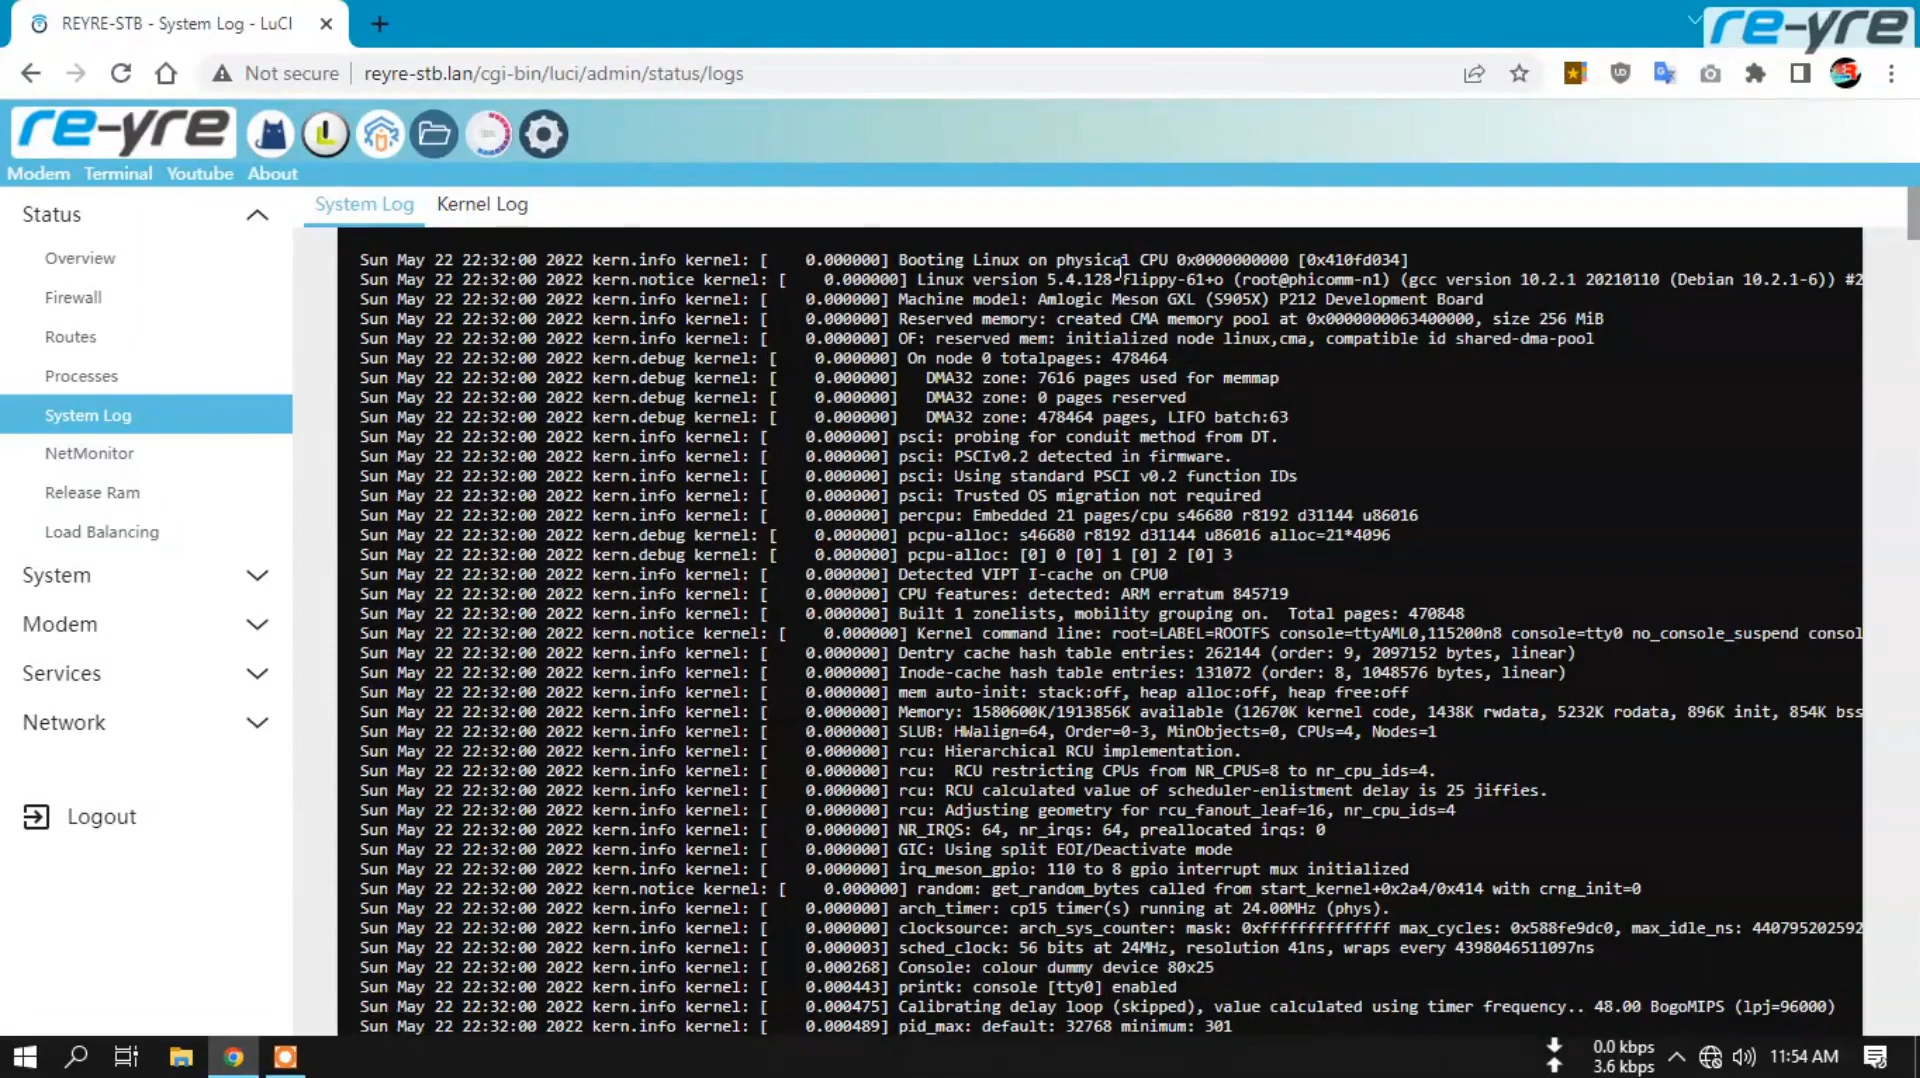 REYRE-STB - System Log - LuCI
re-yre
Not secure
reyre-stb.lan/cgi-bin/luci/admin/status/logs
re-yre
Modem Terminal Youtube About
Status
Overview
Firewall
Routes
Processes
System Log
NetMonitor
Release Ram
Load Balancing
System
Modem
Services
Network
Logout
System Log Kernel Log
Sun May 22 22:32:00 2022 kern.info kernel: [    0.000000] Booting Linux on physical CPU 0x0000000000 [0x410fd034]
Sun May 22 22:32:00 2022 kern.notice kernel: [    0.000000] Linux version 5.4.128-flippy-61+o (root@phicomm-n1) (gcc version 10.2.1 20210110 (Debian 10.2.1-6)) #2
Sun May 22 22:32:00 2022 kern.info kernel: [    0.000000] Machine model: Amlogic Meson GXL (S905X) P212 Development Board
Sun May 22 22:32:00 2022 kern.info kernel: [    0.000000] Reserved memory: created CMA memory pool at 0x0000000063400000, size 256 MiB
Sun May 22 22:32:00 2022 kern.info kernel: [    0.000000] OF: reserved mem: initialized node linux,cma, compatible id shared-dma-pool
Sun May 22 22:32:00 2022 kern.debug kernel: [    0.000000] On node 0 totalpages: 478464
Sun May 22 22:32:00 2022 kern.debug kernel: [    0.000000]   DMA32 zone: 7616 pages used for memmap
Sun May 22 22:32:00 2022 kern.debug kernel: [    0.000000]   DMA32 zone: 0 pages reserved
Sun May 22 22:32:00 2022 kern.debug kernel: [    0.000000]   DMA32 zone: 478464 pages, LIFO batch:63
Sun May 22 22:32:00 2022 kern.info kernel: [    0.000000] psci: probing for conduit method from DT.
Sun May 22 22:32:00 2022 kern.info kernel: [    0.000000] psci: PSCIv0.2 detected in firmware.
Sun May 22 22:32:00 2022 kern.info kernel: [    0.000000] psci: Using standard PSCI v0.2 function IDs
Sun May 22 22:32:00 2022 kern.info kernel: [    0.000000] psci: Trusted OS migration not required
Sun May 22 22:32:00 2022 kern.info kernel: [    0.000000] percpu: Embedded 21 pages/cpu s46680 r8192 d31144 u86016
Sun May 22 22:32:00 2022 kern.debug kernel: [    0.000000] pcpu-alloc: s46680 r8192 d31144 u86016 alloc=21*4096
Sun May 22 22:32:00 2022 kern.debug kernel: [    0.000000] pcpu-alloc: [0] 0 [0] 1 [0] 2 [0] 3
Sun May 22 22:32:00 2022 kern.info kernel: [    0.000000] Detected VIPT I-cache on CPU0
Sun May 22 22:32:00 2022 kern.info kernel: [    0.000000] CPU features: detected: ARM erratum 845719
Sun May 22 22:32:00 2022 kern.info kernel: [    0.000000] Built 1 zonelists, mobility grouping on.  Total pages: 470848
Sun May 22 22:32:00 2022 kern.notice kernel: [    0.000000] Kernel command line: root=LABEL=ROOTFS console=ttyAML0,115200n8 console=tty0 no_console_suspend consol
Sun May 22 22:32:00 2022 kern.info kernel: [    0.000000] Dentry cache hash table entries: 262144 (order: 9, 2097152 bytes, linear)
Sun May 22 22:32:00 2022 kern.info kernel: [    0.000000] Inode-cache hash table entries: 131072 (order: 8, 1048576 bytes, linear)
Sun May 22 22:32:00 2022 kern.info kernel: [    0.000000] mem auto-init: stack:off, heap alloc:off, heap free:off
Sun May 22 22:32:00 2022 kern.info kernel: [    0.000000] Memory: 1580600K/1913856K available (12670K kernel code, 1438K rwdata, 5232K rodata, 896K init, 854K bss
Sun May 22 22:32:00 2022 kern.info kernel: [    0.000000] SLUB: HWalign=64, Order=0-3, MinObjects=0, CPUs=4, Nodes=1
Sun May 22 22:32:00 2022 kern.info kernel: [    0.000000] rcu: Hierarchical RCU implementation.
Sun May 22 22:32:00 2022 kern.info kernel: [    0.000000] rcu:  RCU restricting CPUs from NR_CPUS=8 to nr_cpu_ids=4.
Sun May 22 22:32:00 2022 kern.info kernel: [    0.000000] rcu: RCU calculated value of scheduler-enlistment delay is 25 jiffies.
Sun May 22 22:32:00 2022 kern.info kernel: [    0.000000] rcu: Adjusting geometry for rcu_fanout_leaf=16, nr_cpu_ids=4
Sun May 22 22:32:00 2022 kern.info kernel: [    0.000000] NR_IRQS: 64, nr_irqs: 64, preallocated irqs: 0
Sun May 22 22:32:00 2022 kern.info kernel: [    0.000000] GIC: Using split EOI/Deactivate mode
Sun May 22 22:32:00 2022 kern.info kernel: [    0.000000] irq_meson_gpio: 110 to 8 gpio interrupt mux initialized
Sun May 22 22:32:00 2022 kern.notice kernel: [    0.000000] random: get_random_bytes called from start_kernel+0x2a4/0x414 with crng_init=0
Sun May 22 22:32:00 2022 kern.info kernel: [    0.000000] arch_timer: cp15 timer(s) running at 24.00MHz (phys).
Sun May 22 22:32:00 2022 kern.info kernel: [    0.000000] clocksource: arch_sys_counter: mask: 0xffffffffffffff max_cycles: 0x588fe9dc0, max_idle_ns: 440795202592
Sun May 22 22:32:00 2022 kern.info kernel: [    0.000003] sched_clock: 56 bits at 24MHz, resolution 41ns, wraps every 4398046511097ns
Sun May 22 22:32:00 2022 kern.info kernel: [    0.000268] Console: colour dummy device 80x25
Sun May 22 22:32:00 2022 kern.info kernel: [    0.000443] printk: console [tty0] enabled
Sun May 22 22:32:00 2022 kern.info kernel: [    0.000475] Calibrating delay loop (skipped), value calculated using timer frequency.. 48.00 BogoMIPS (lpj=96000)
Sun May 22 22:32:00 2022 kern.info kernel: [    0.000489] pid_max: default: 32768 minimum: 301
0.0 kbps
3.6 kbps
11:54 AM